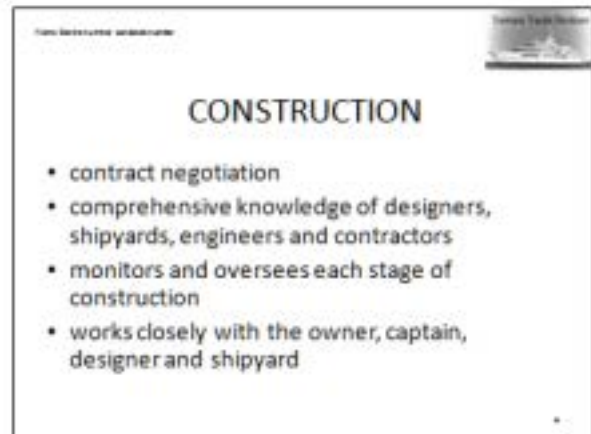 CONSTRUCTION
• contract negotiation
• comprehensive knowledge of designers,
shipyards, engineers and contractors
• monitors and oversees each stage of
construction
• works closely with the owner, captain,
designer and shipyard